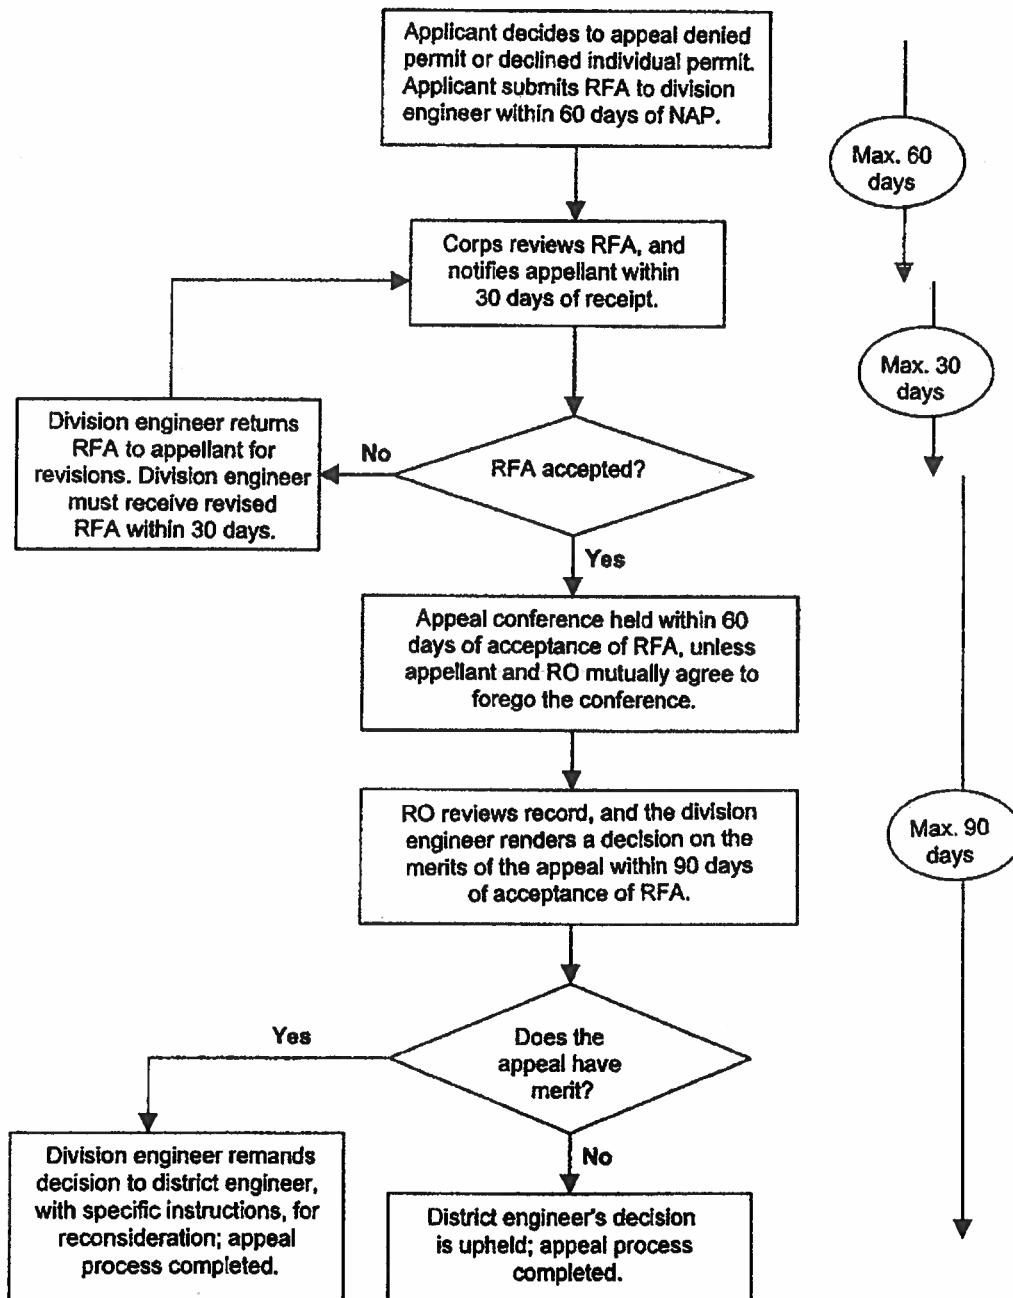 Applicant decides to appeal denied
permit or declined individual permit.
Applicant submits RFA to division
engineer within 60 days of NAP.
Max. 60
days
Corps reviews RFA, and
notifies appellant within
30 days of receipt.
Max. 30
days
Division engineer returns
RFA to appellant for
revisions. Division engineer
must receive revised
RFA within 30 days.
No
RFA accepted?
Yes
Appeal conference held within 60
days of acceptance of RFA, unless
appellant and RO mutually agree to
forego the conference.
RO reviews record, and the division
engineer renders a decision on the
merits of the appeal within 90 days
of acceptance of RFA.
Max. 90
days
Does the
appeal have
merit?
Yes
No
Division engineer remands
decision to district engineer,
with specific instructions, for
reconsideration; appeal
process completed.
District engineer's decision
is upheld; appeal process
completed.